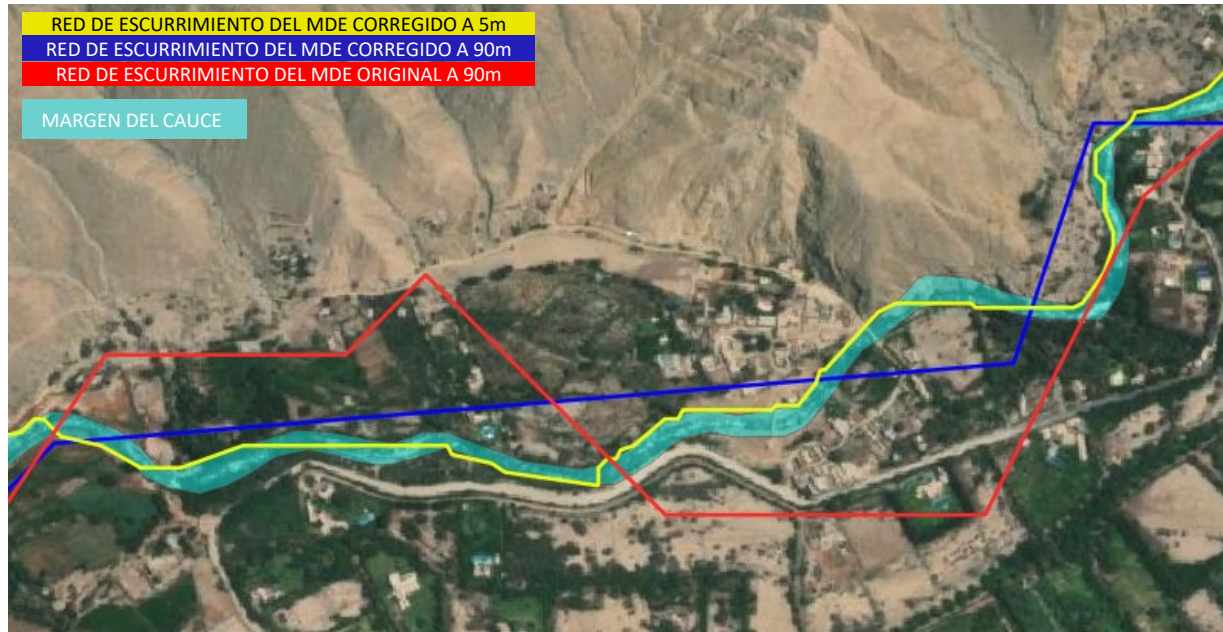 RED DE ESCURRIMIENTO DEL MDE CORREGIDO A 5m
RED DE ESCURRIMIENTO DEL MDE CORREGIDO A 90m
RED DE ESCURRIMIENTO DEL MDE ORIGINAL A 90m
MARGEN DEL CAUCE